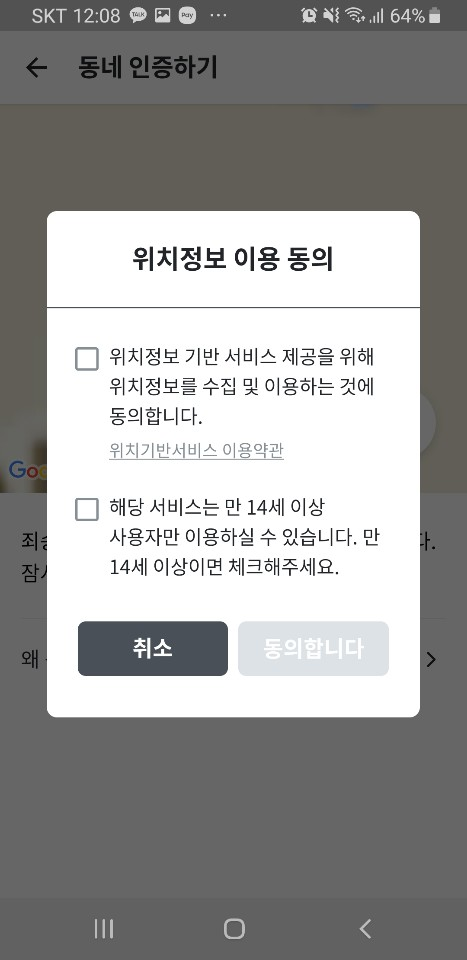 SKT 12:08 TALK Pay 64%
동네 인증하기
위치정보 이용 동의
위치정보 기반 서비스 제공을 위해
위치정보를 수집 및 이용하는 것에
동의합니다.
위치기반서비스 이용약관
해당 서비스는 만 14세 이상
사용자만 이용하실 수 있습니다. 만
14세 이상이면 체크해주세요.
취소 동의합니다
왜